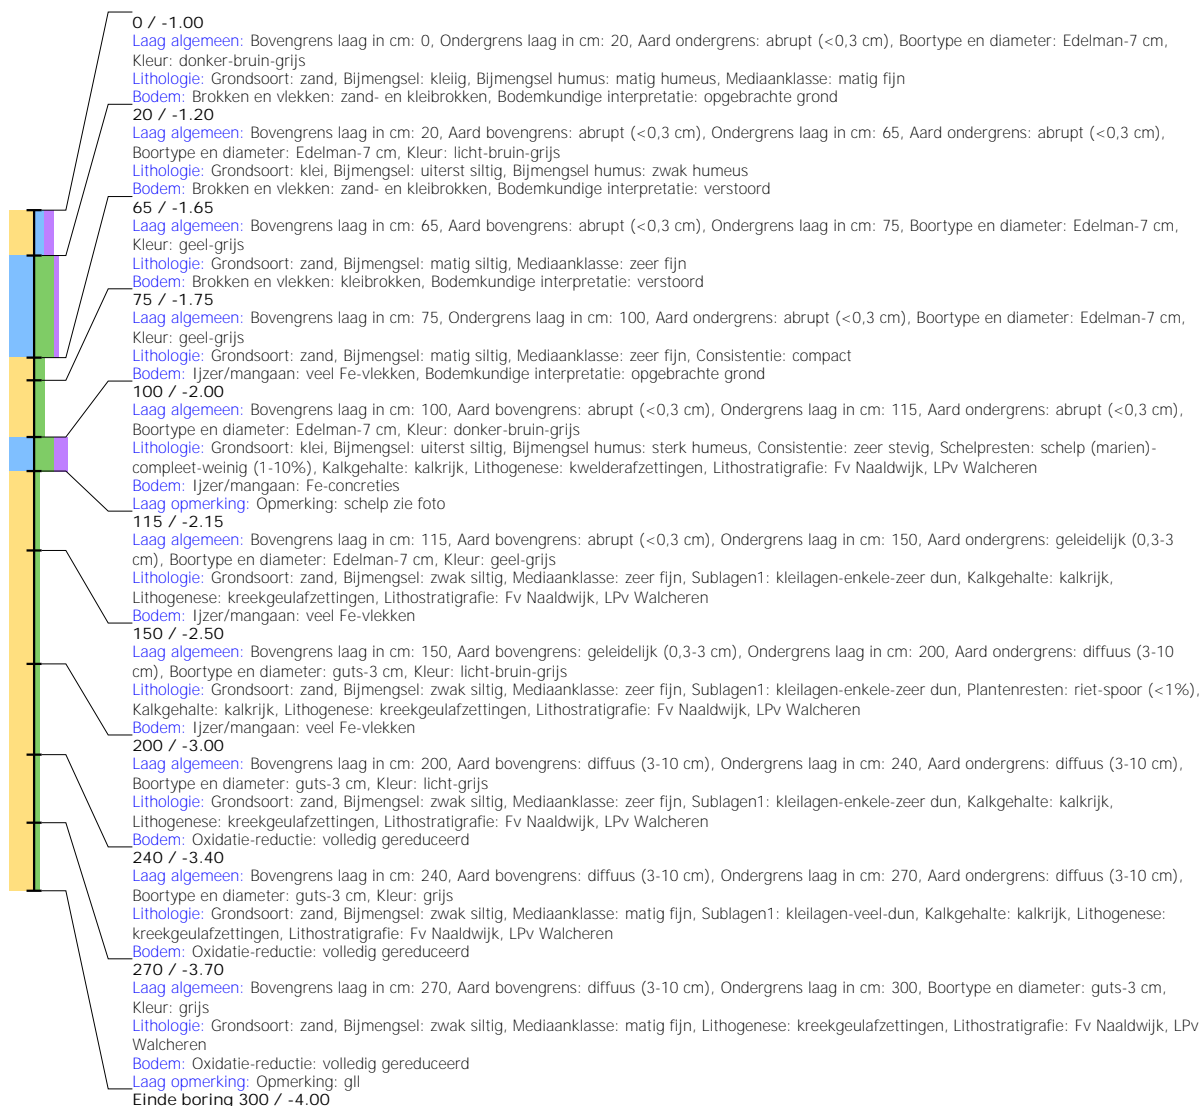 0 / -1.00
Laag algemeen: Bovengrens laag in cm: 0, Ondergrens laag in cm: 20, Aard ondergrens: abrupt (<0,3 cm), Boortype en diameter: Edelman-7 cm,
Kleur: donker-bruin-grijs
Lithologie: Grondsoort: zand, Bijmengsel: kleiig, Bijmengsel humus: matig humeus, Mediaanklasse: matig fijn
Bodem: Brokken en vlekken: zand- en kleibrokken, Bodemkundige interpretatie: opgebrachte grond
20 / -1.20
Laag algemeen: Bovengrens laag in cm: 20, Aard bovengrens: abrupt (<0,3 cm), Ondergrens laag in cm: 65, Aard ondergrens: abrupt (<0,3 cm),
Boortype en diameter: Edelman-7 cm, Kleur: licht-bruin-grijs
Lithologie: Grondsoort: klei, Bijmengsel: uiterst siltig, Bijmengsel humus: zwak humeus
Bodem: Brokken en vlekken: zand- en kleibrokken, Bodemkundige interpretatie: verstoord
65 / -1.65
Laag algemeen: Bovengrens laag in cm: 65, Aard bovengrens: abrupt (<0,3 cm), Ondergrens laag in cm: 75, Boortype en diameter: Edelman-7 cm,
Kleur: geel-grijs
Lithologie: Grondsoort: zand, Bijmengsel: matig siltig, Mediaanklasse: zeer fijn
Bodem: Brokken en vlekken: kleibrokken, Bodemkundige interpretatie: verstoord
75 / -1.75
Laag algemeen: Bovengrens laag in cm: 75, Ondergrens laag in cm: 100, Aard ondergrens: abrupt (<0,3 cm), Boortype en diameter: Edelman-7 cm,
Kleur: geel-grijs
Lithologie: Grondsoort: zand, Bijmengsel: matig siltig, Mediaanklasse: zeer fijn, Consistentie: compact
Bodem: Ijzer/mangaan: veel Fe-vlekken, Bodemkundige interpretatie: opgebrachte grond
100 / -2.00
Laag algemeen: Bovengrens laag in cm: 100, Aard bovengrens: abrupt (<0,3 cm), Ondergrens laag in cm: 115, Aard ondergrens: abrupt (<0,3 cm),
Boortype en diameter: Edelman-7 cm, Kleur: donker-bruin-grijs
Lithologie: Grondsoort: klei, Bijmengsel: uiterst siltig, Bijmengsel humus: sterk humeus, Consistentie: zeer stevig, Schelpresten: schelp (marien)-
compleet-weinig (1-10%), Kalkgehalte: kalkrijk, Lithogenese: kwelderafzettingen, Lithostratigrafie: Fv Naaldwijk, LPv Walcheren
Bodem: Ijzer/mangaan: Fe-concreties
Laag opmerking: Opmerking: schelp zie foto
115 / -2.15
Laag algemeen: Bovengrens laag in cm: 115, Aard bovengrens: abrupt (<0,3 cm), Ondergrens laag in cm: 150, Aard ondergrens: geleidelijk (0,3-3
cm), Boortype en diameter: Edelman-7 cm, Kleur: geel-grijs
Lithologie: Grondsoort: zand, Bijmengsel: zwak siltig, Mediaanklasse: zeer fijn, Sublagen1: kleilagen-enkele-zeer dun, Kalkgehalte: kalkrijk,
Lithogenese: kreekgeulafzettingen, Lithostratigrafie: Fv Naaldwijk, LPv Walcheren
Bodem: Ijzer/mangaan: veel Fe-vlekken
150 / -2.50
Laag algemeen: Bovengrens laag in cm: 150, Aard bovengrens: geleidelijk (0,3-3 cm), Ondergrens laag in cm: 200, Aard ondergrens: diffuus (3-10
cm), Boortype en diameter: guts-3 cm, Kleur: licht-bruin-grijs
Lithologie: Grondsoort: zand, Bijmengsel: zwak siltig, Mediaanklasse: zeer fijn, Sublagen1: kleilagen-enkele-zeer dun, Plantenresten: riet-spoor (<1%),
Kalkgehalte: kalkrijk, Lithogenese: kreekgeulafzettingen, Lithostratigrafie: Fv Naaldwijk, LPv Walcheren
Bodem: Ijzer/mangaan: veel Fe-vlekken
200 / -3.00
Laag algemeen: Bovengrens laag in cm: 200, Aard bovengrens: diffuus (3-10 cm), Ondergrens laag in cm: 240, Aard ondergrens: diffuus (3-10 cm),
Boortype en diameter: guts-3 cm, Kleur: licht-grijs
Lithologie: Grondsoort: zand, Bijmengsel: zwak siltig, Mediaanklasse: zeer fijn, Sublagen1: kleilagen-enkele-zeer dun, Kalkgehalte: kalkrijk,
Lithogenese: kreekgeulafzettingen, Lithostratigrafie: Fv Naaldwijk, LPv Walcheren
Bodem: Oxidatie-reductie: volledig gereduceerd
240 / -3.40
Laag algemeen: Bovengrens laag in cm: 240, Aard bovengrens: diffuus (3-10 cm), Ondergrens laag in cm: 270, Aard ondergrens: diffuus (3-10 cm),
Boortype en diameter: guts-3 cm, Kleur: grijs
Lithologie: Grondsoort: zand, Bijmengsel: zwak siltig, Mediaanklasse: matig fijn, Sublagen1: kleilagen-veel-dun, Kalkgehalte: kalkrijk, Lithogenese:
kreekgeulafzettingen, Lithostratigrafie: Fv Naaldwijk, LPv Walcheren
Bodem: Oxidatie-reductie: volledig gereduceerd
270 / -3.70
Laag algemeen: Bovengrens laag in cm: 270, Aard bovengrens: diffuus (3-10 cm), Ondergrens laag in cm: 300, Boortype en diameter: guts-3 cm,
Kleur: grijs
Lithologie: Grondsoort: zand, Bijmengsel: zwak siltig, Mediaanklasse: matig fijn, Lithogenese: kreekgeulafzettingen, Lithostratigrafie: Fv Naaldwijk, LPv
Walcheren
Bodem: Oxidatie-reductie: volledig gereduceerd
Laag opmerking: Opmerking: gll
Einde boring 300 / -4.00